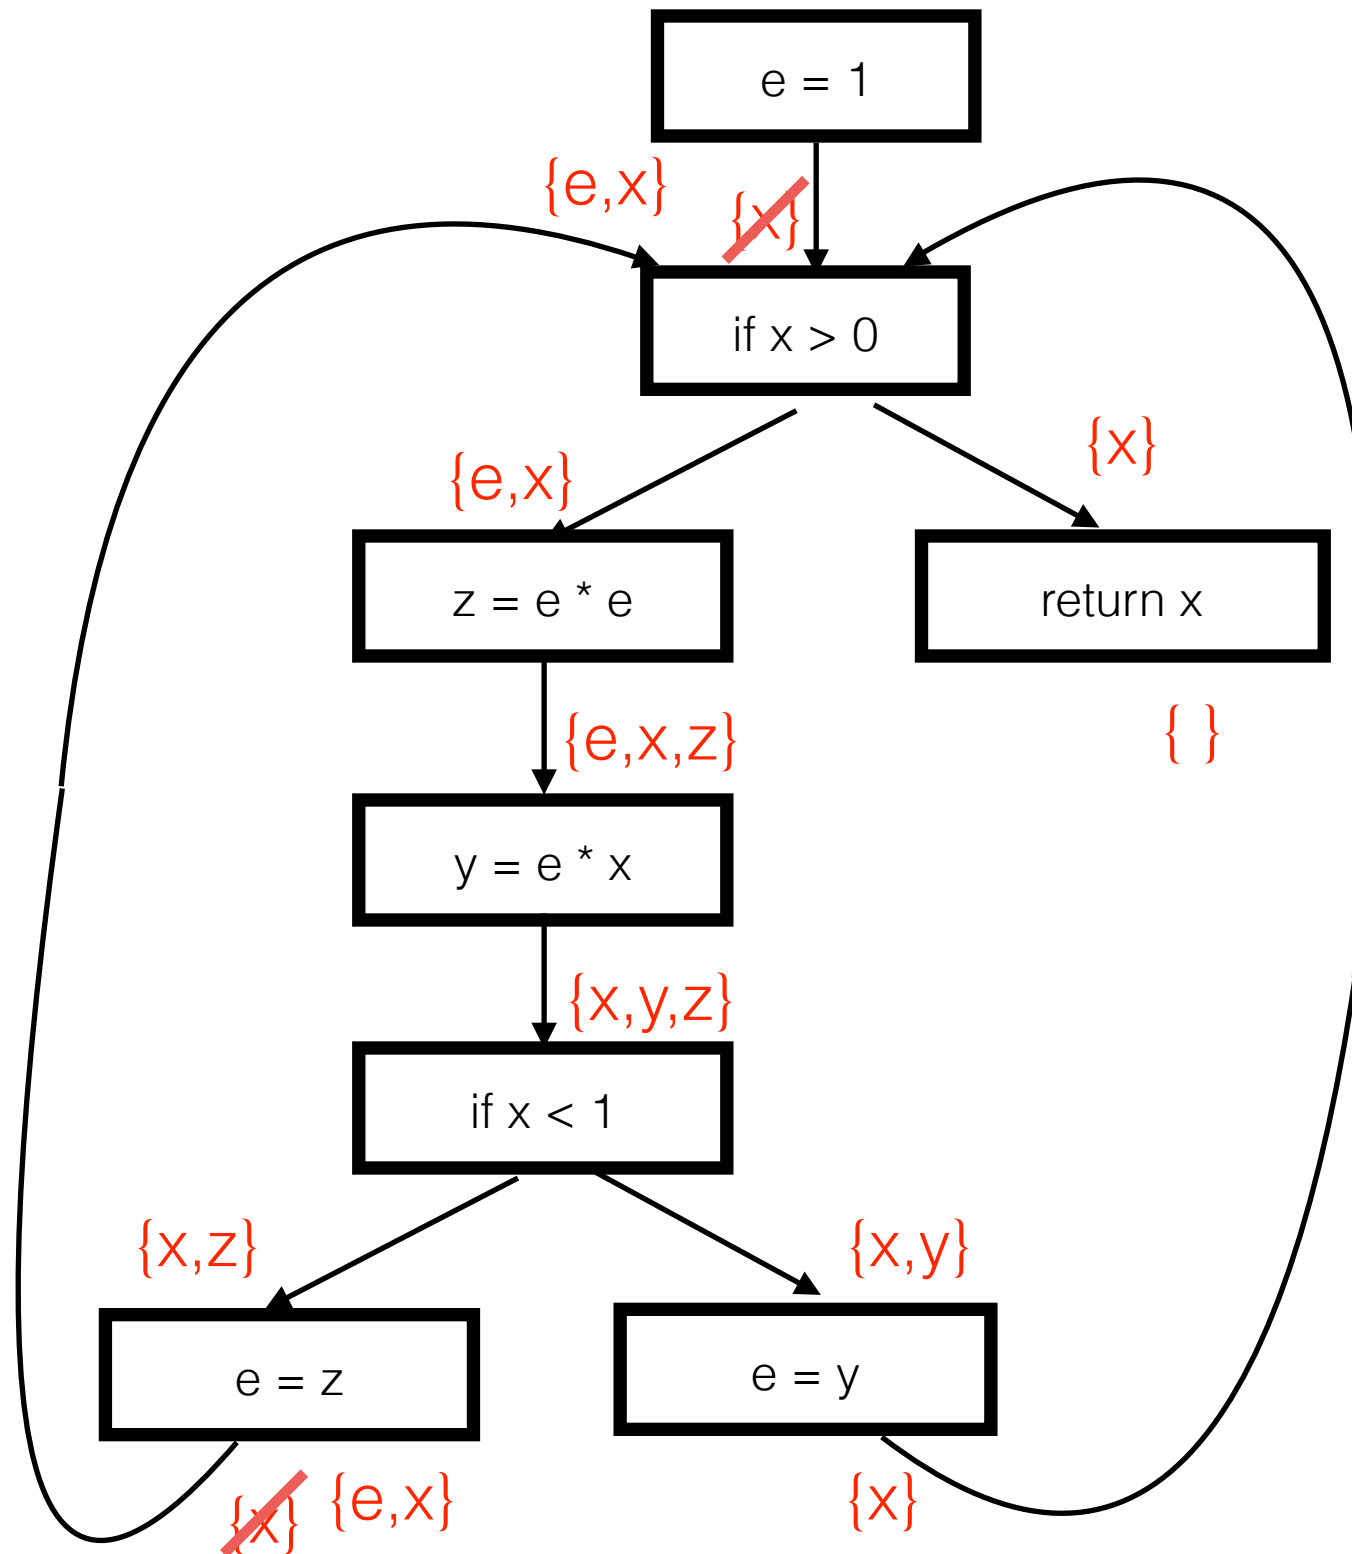 e = 1
{e,x}
{x}
if x > 0
{e,x}
{x}
z = e * e
return x
{e,x,z}
{ }
y = e * x
{x,y,z}
if x < 1
{x,z}
{x,y}
e = z
e = y
{x}
{e,x}
{x}